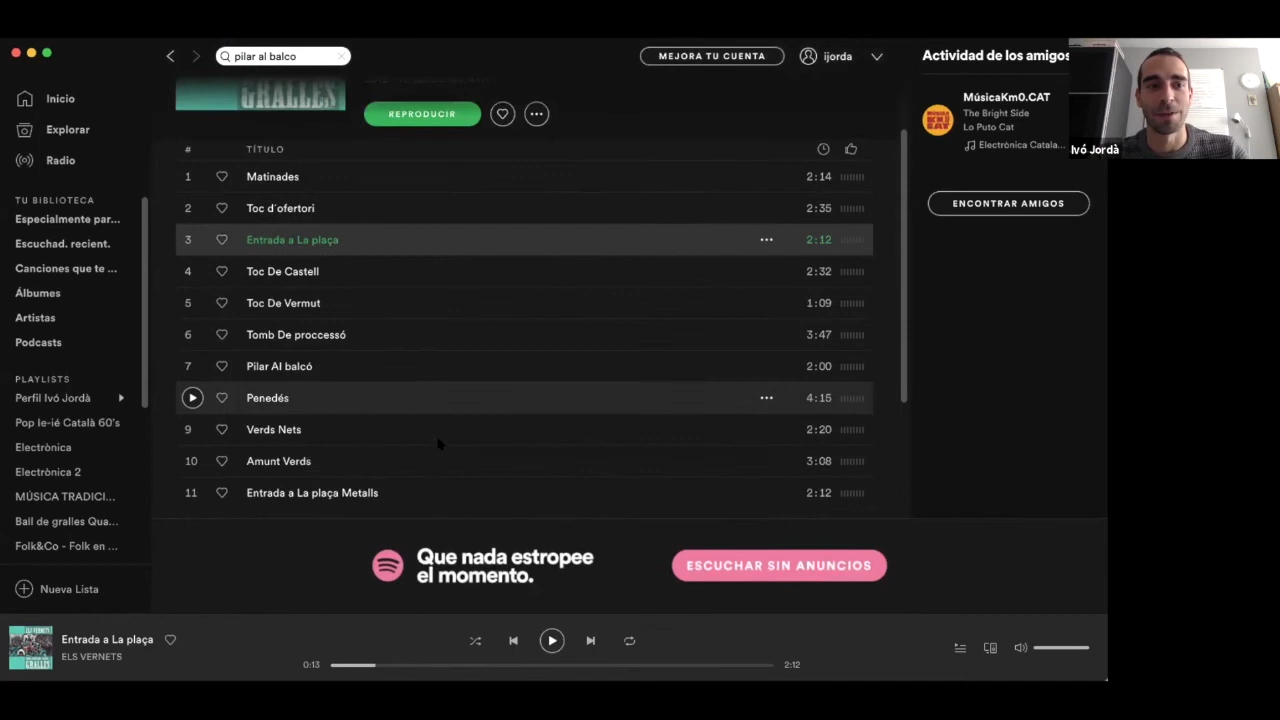 pilar al balco
MEJORA TU CUENTA
ijorda
Actividad de los amigos
Inicio
Explorar
Radio
TU BIBLIOTECA
Especialmente par...
Escuchad. recient.
Canciones que te ...
Álbumes
Artistas
Podcasts
PLAYLISTS
Perfil Ivó Jordà
Pop Ie-ié Català 60's
Electrònica
Electrònica 2
MÚSICA TRADICI...
Ball de gralles Qua...
Folk&Co - Folk en ...
Nueva Lista
GRALLES
REPRODUCIR
# TÍTULO
1 Matinades 2:14
2 Toc d´ofertori 2:35
3 Entrada a La plaça 2:12
4 Toc De Castell 2:32
5 Toc De Vermut 1:09
6 Tomb De proccessó 3:47
7 Pilar Al balcó 2:00
Penedés 4:15
9 Verds Nets 2:20
10 Amunt Verds 3:08
11 Entrada a La plaça Metalls 2:12
MúsicaKm0.CAT
The Bright Side
Lo Puto Cat
Electrònica Catala...
ENCONTRAR AMIGOS
Ivó Jordà
Que nada estropee
el momento.
ESCUCHAR SIN ANUNCIOS
ELS VERNETS
GRALLES
Entrada a La plaça
ELS VERNETS
0:13
2:12